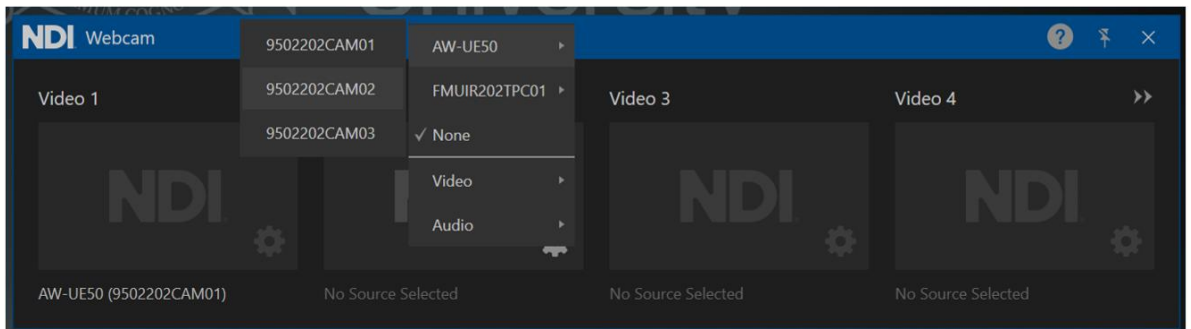 University
NDI Webcam
Video 1
Video 3
Video 4
9502202CAM01
9502202CAM02
9502202CAM03
AW-UE50
FMUIR202TPC01
✓ None
Video
Audio
NDI
NDI
NDI
AW-UE50 (9502202CAM01)
No Source Selected
No Source Selected
No Source Selected